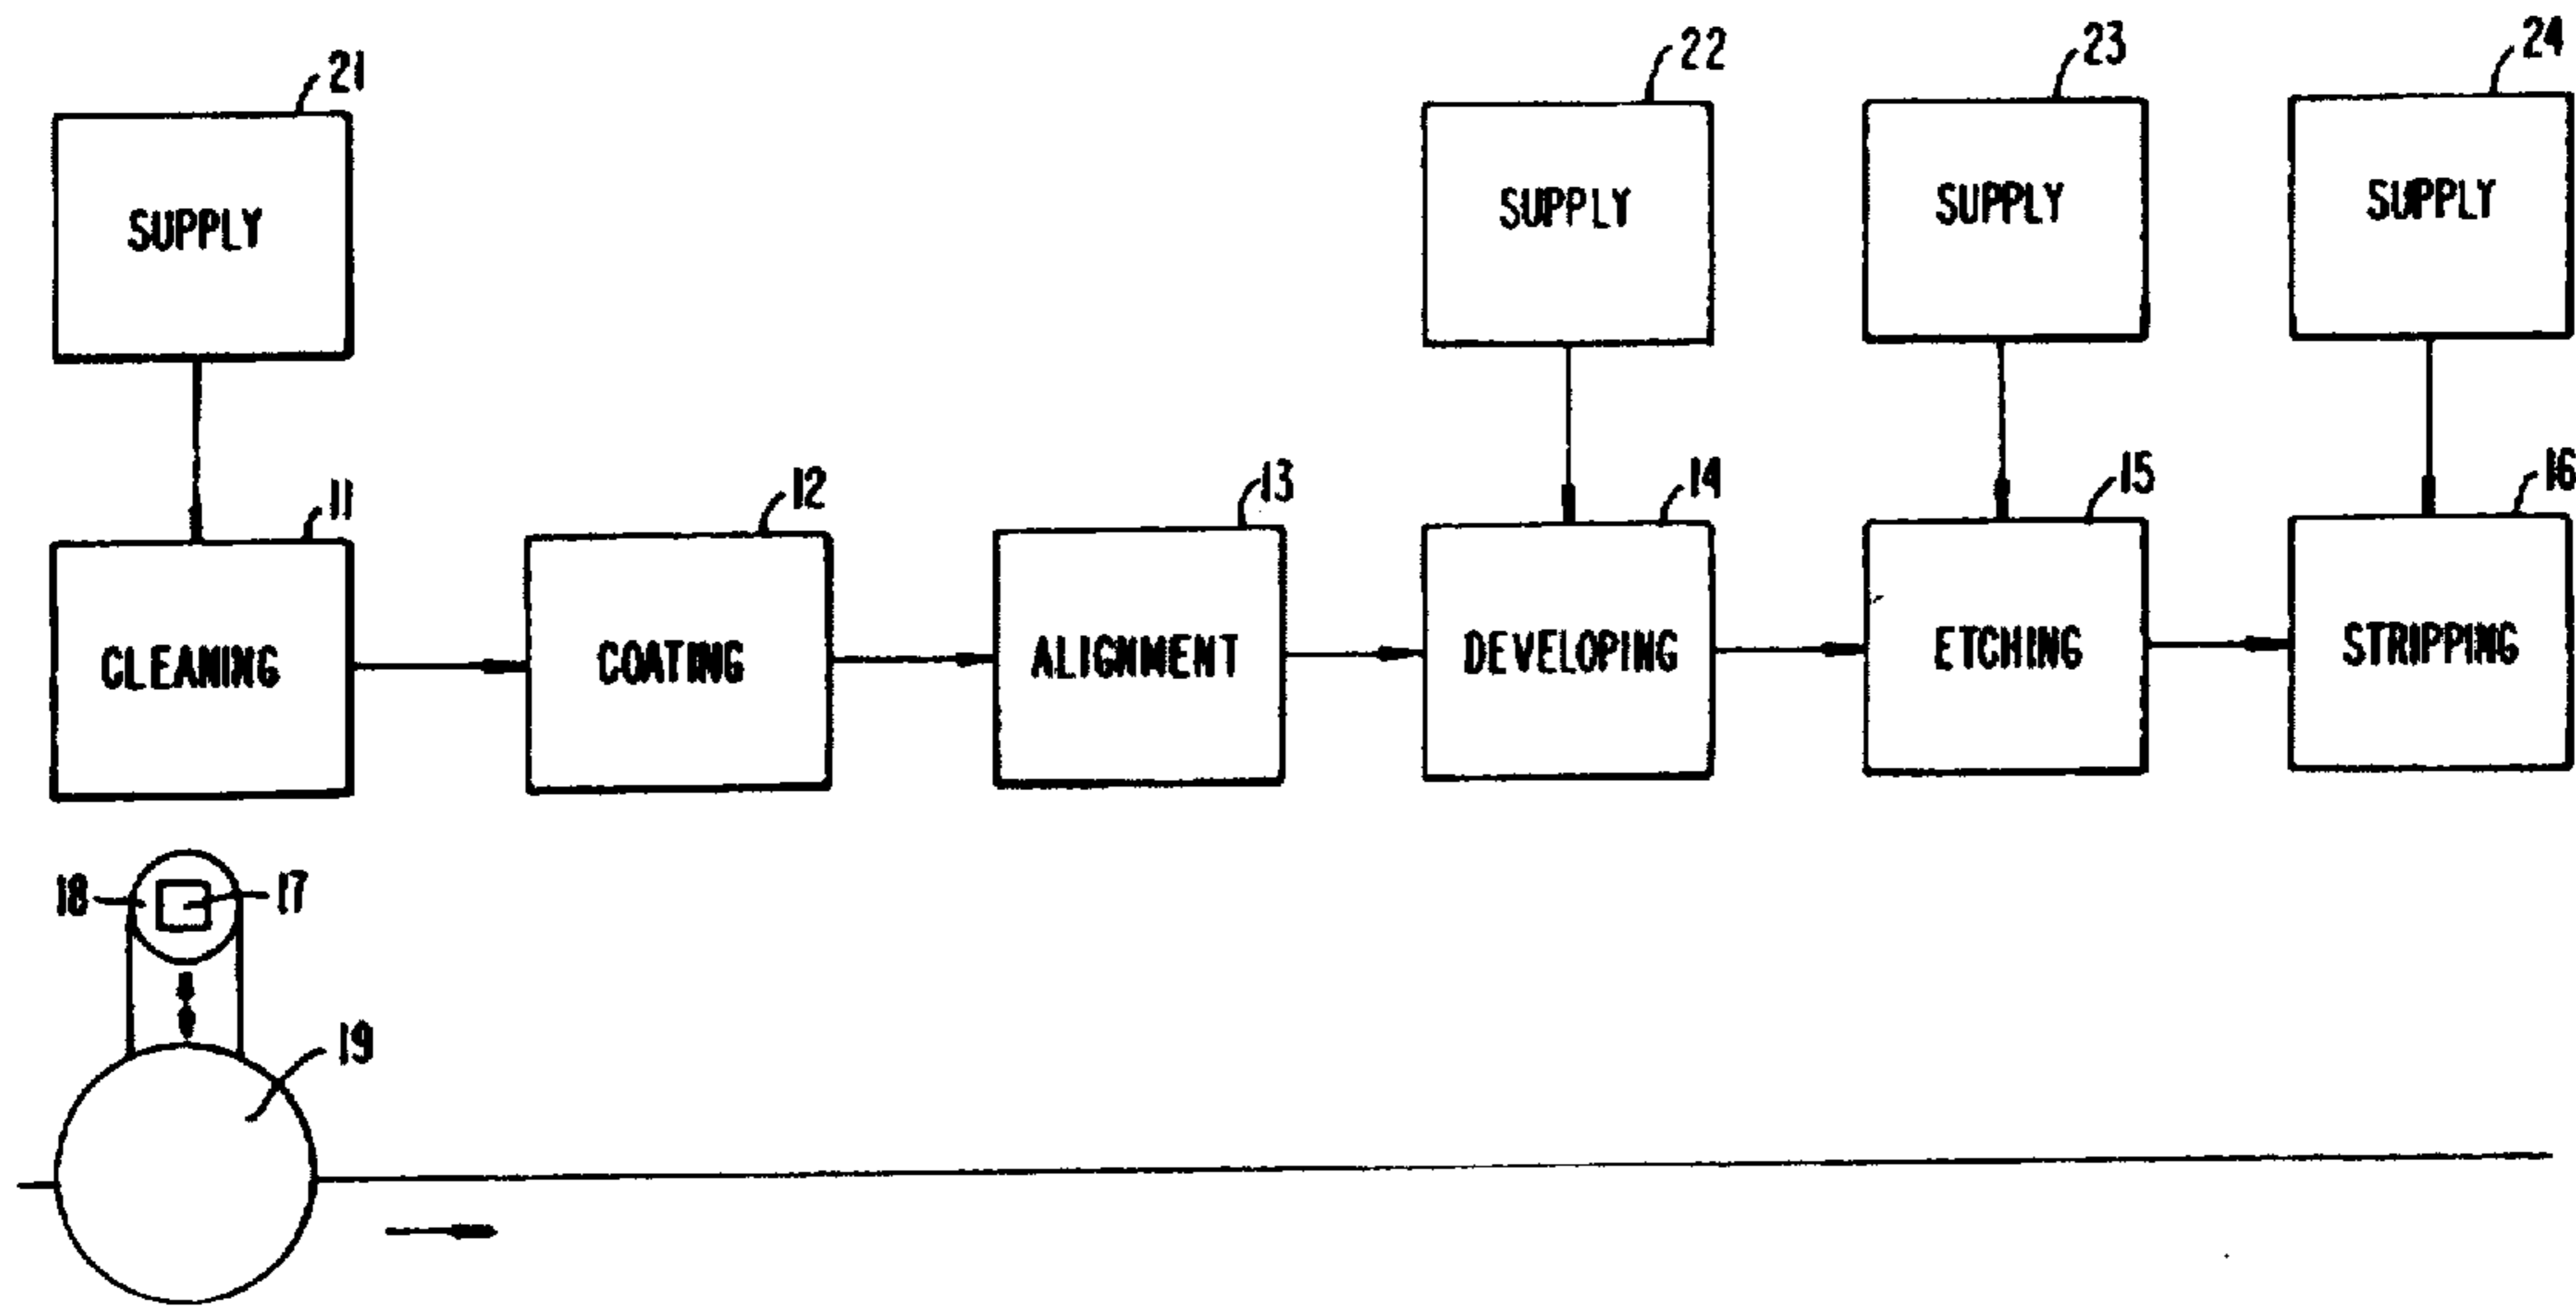 21
22
23
24
SUPPLY
SUPPLY
SUPPLY
SUPPLY
11
12
13
14
15
16
CLEANING
COATING
ALIGNMENT
DEVELOPING
ETCHING
STRIPPING
18
17
19